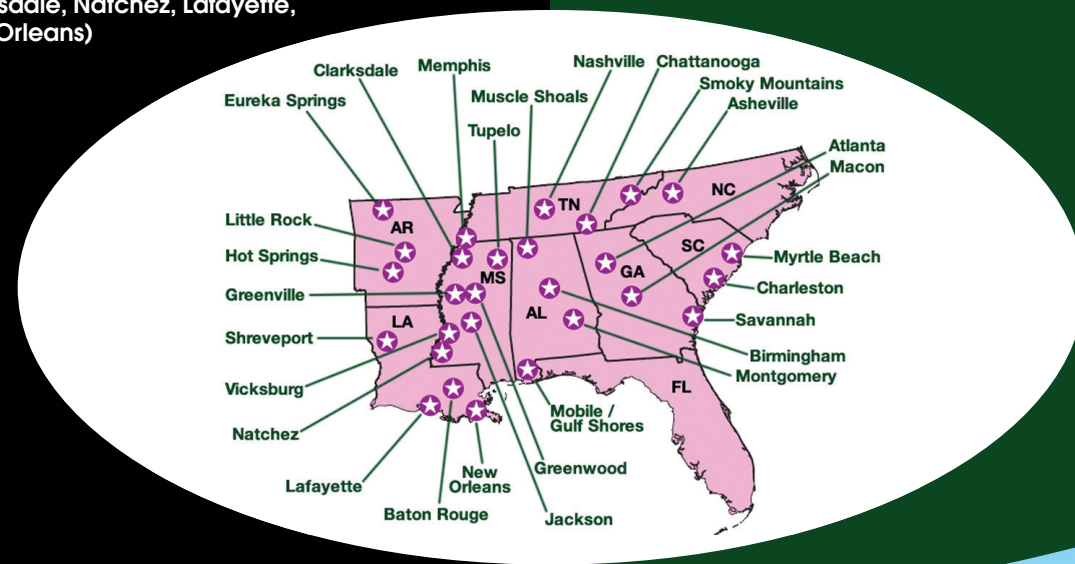 sdale, Natchez, Lafayette,
Orleans)
Clarksdale
Memphis
Nashville
Chattanooga
Eureka Springs
Muscle Shoals
Smoky Mountains
Asheville
Tupelo
Atlanta
Macon
Little Rock
Hot Springs
Greenville
Shreveport
Vicksburg
Natchez
Lafayette
Baton Rouge
New
Orleans
Jackson
Greenwood
Mobile /
Gulf Shores
Montgomery
Birmingham
Savannah
Charleston
Myrtle Beach
AR
TN
NC
SC
MS
GA
LA
AL
FL